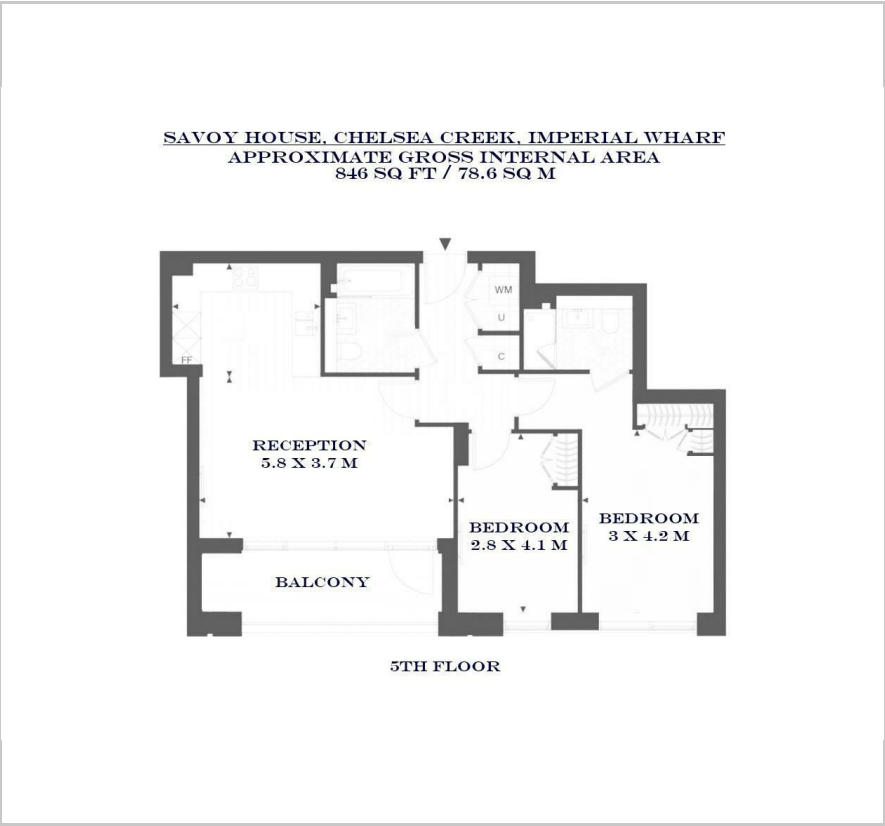 SAVOY HOUSE, CHELSEA CREEK, IMPERIAL WHARF
APPROXIMATE GROSS INTERNAL AREA
846 SQ FT / 78.6 SQ M
WM
U
C
FF
RECEPTION
5.8 X 3.7 M
BEDROOM
2.8 X 4.1 M
BEDROOM
3 X 4.2 M
BALCONY
5TH FLOOR